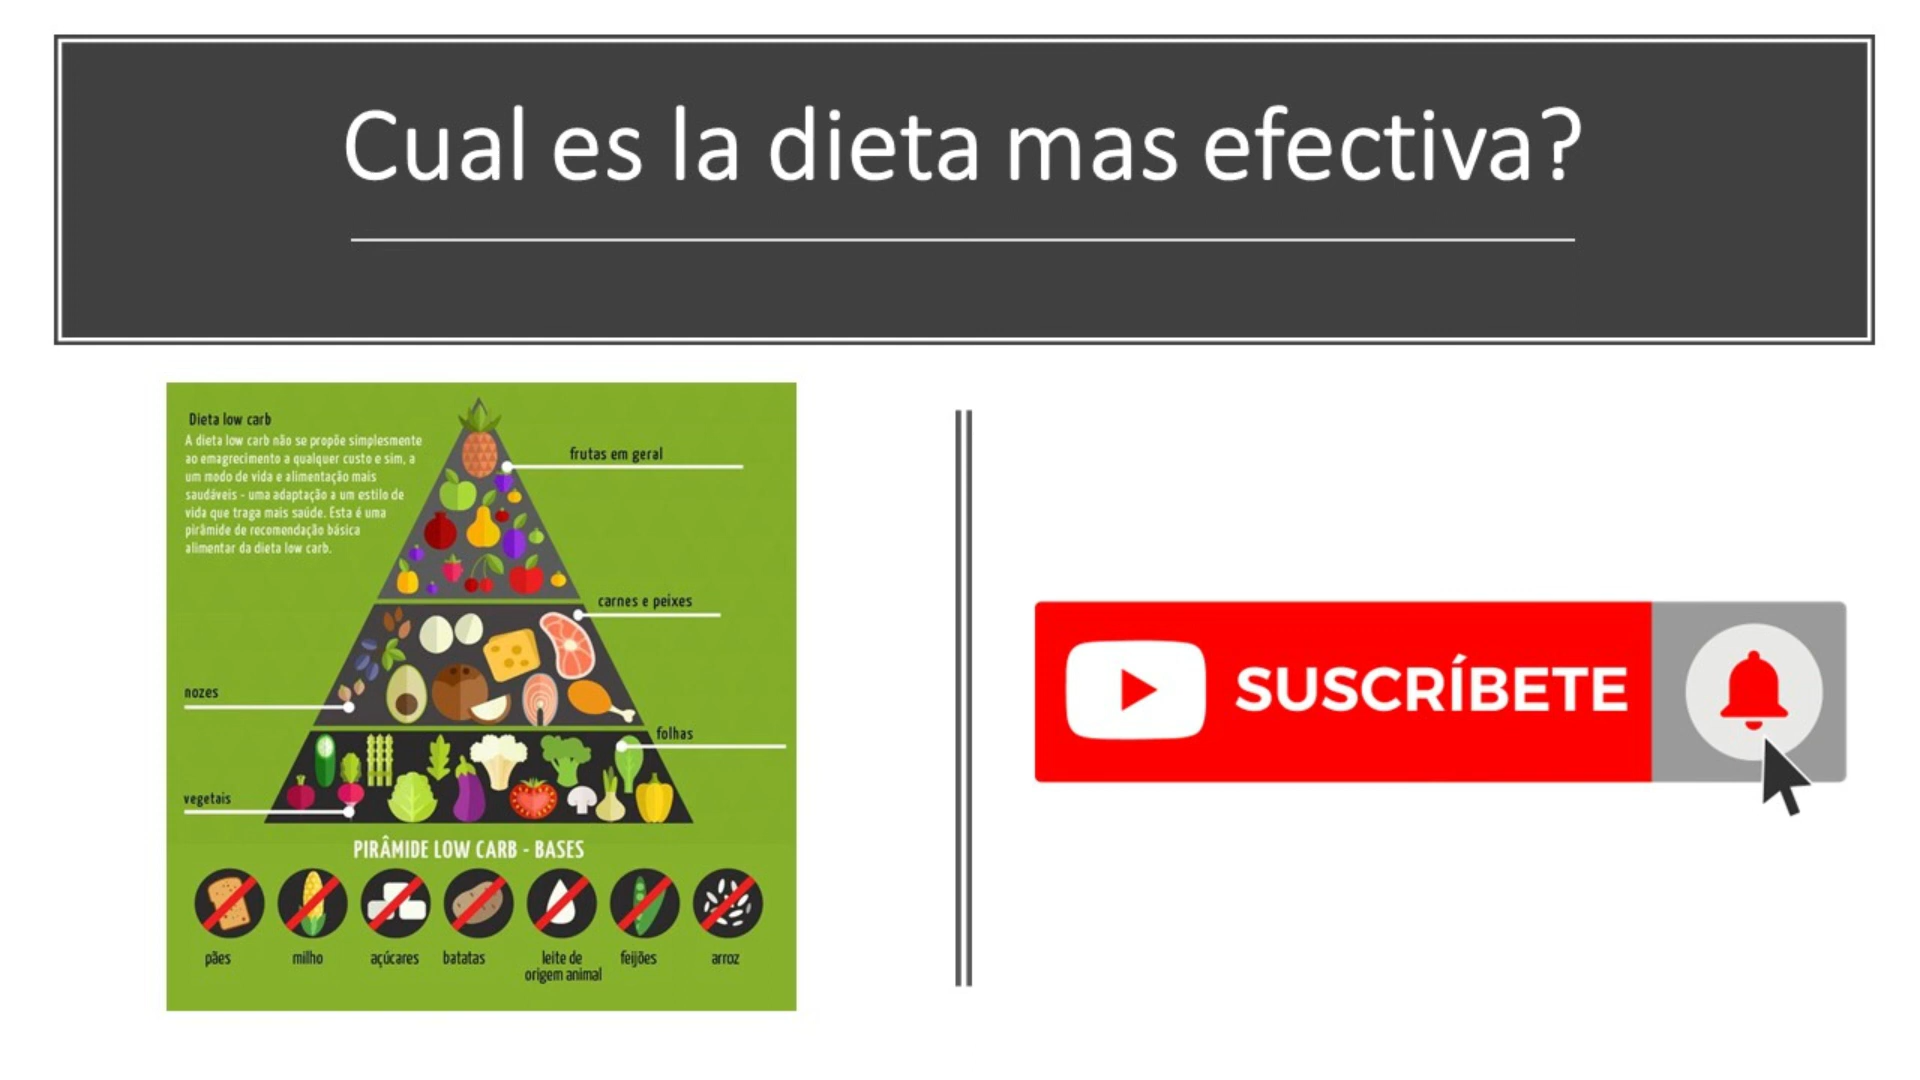 Cual es la dieta mas efectiva?
Dieta low carb
A dieta low carb não se propõe simplesmente
ao emagrecimento a qualquer custo e sim, a
um modo de vida e alimentação mais
saudáveis - uma adaptação a um estilo de
vida que traga mais saúde. Esta é uma
pirâmide de recomendação básica
alimentar da dieta low carb.
frutas em geral
carnes e peixes
nozes
folhas
vegetais
PIRÂMIDE LOW CARB - BASES
pães
milho
açúcares
batatas
leite de
origem animal
feijões
arroz
SUSCRÍBETE